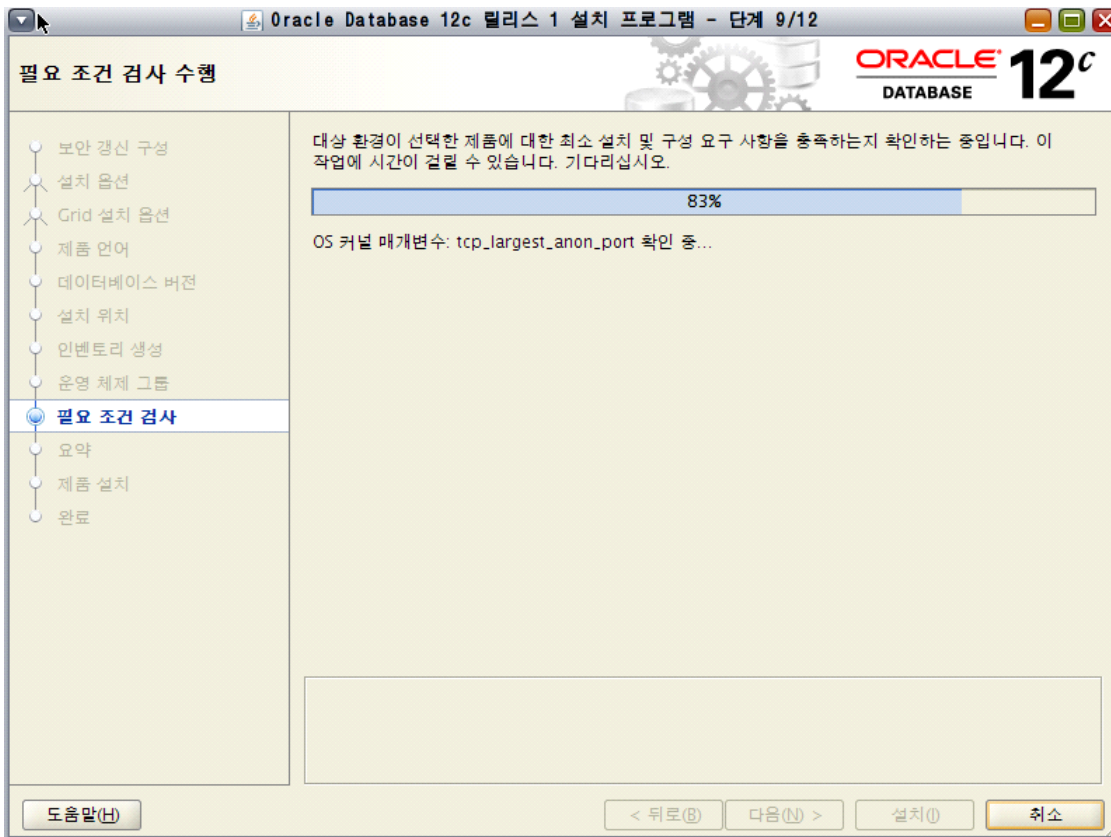 Oracle Database 12c 릴리스 1 설치 프로그램 - 단계 9/12
필요 조건 검사 수행
ORACLE
DATABASE
12c
보안 갱신 구성
설치 옵션
Grid 설치 옵션
제품 언어
데이터베이스 버전
설치 위치
인벤토리 생성
운영 체제 그룹
필요 조건 검사
요약
제품 설치
완료
대상 환경이 선택한 제품에 대한 최소 설치 및 구성 요구 사항을 충족하는지 확인하는 중입니다. 이
작업에 시간이 걸릴 수 있습니다. 기다리십시오.
83%
OS 커널 매개변수: tcp_largest_anon_port 확인 중...
도움말(H)
< 뒤로(B)
다음(N) >
설치(I)
취소